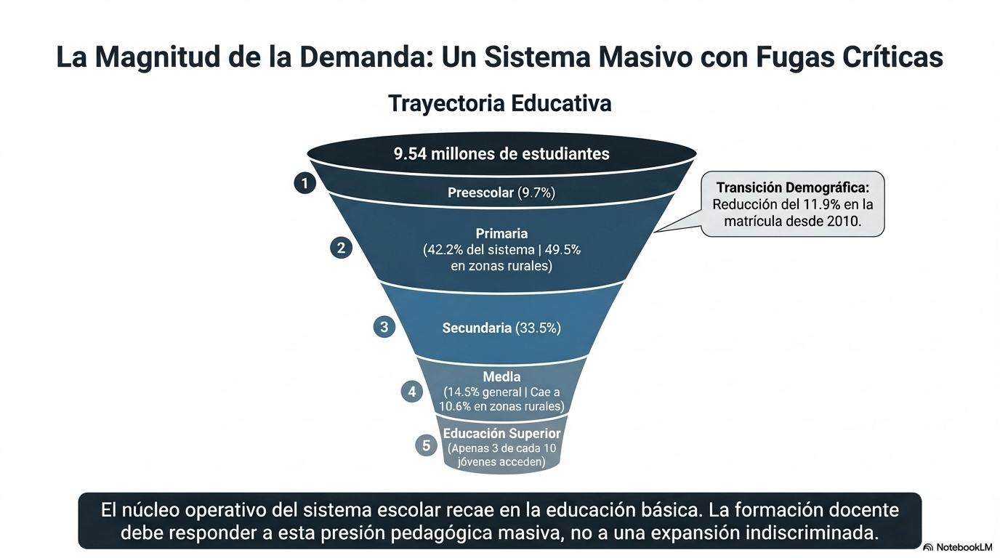 La Magnitud de la Demanda: Un Sistema Masivo con Fugas Críticas
Trayectoria Educativa
9.54 millones de estudiantes
1
Preescolar (9.7%)
Transición Demográfica:
Reducción del 11.9% en la
matrícula desde 2010.
2
Primaria
(42.2% del sistema | 49.5%
en zonas rurales)
3
Secundaria (33.5%)
4
Medla
(14.5% general | Cae a
10.6% en zonas rurales)
5
Educación Superior
(Apenas 3 de cada 10
jóvenes acceden)
El núcleo operativo del sistema escolar recae en la educación básica. La formación docente
debe responder a esta presión pedagógica masiva, no a una expansión indiscriminada.
NotebookLM